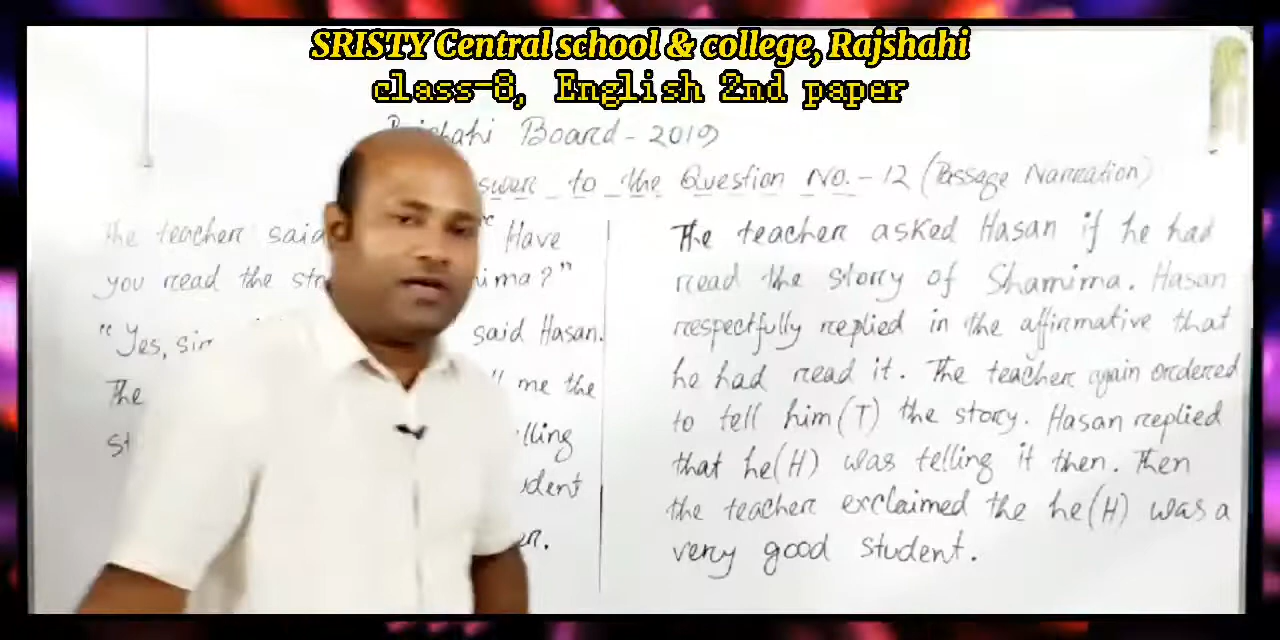 SRISTY Central school & college, Rajshahi
class-8, English 2nd paper
Rajshahi Board - 2019
to the Question No. - 12 (Passage Narration)
The teacher said " Have
you read the
"Yes, sir said Hasan.
The me the
The teacher asked Hasan if he had
read the story of Shamima. Hasan
respectfully replied in the affirmative that
he had read it. The teacher again ordered
to tell him (T) the story. Hasan replied
that he (H) was telling it then. Then
the teacher exclaimed the he (H) was a
very good student.